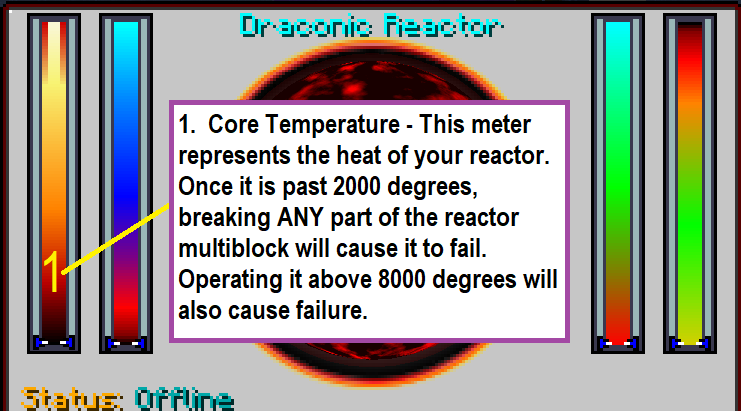 Draconic Reactor
1.  Core Temperature - This meter
represents the heat of your reactor.
Once it is past 2000 degrees,
breaking ANY part of the reactor
multiblock will cause it to fail.
Operating it above 8000 degrees will
also cause failure.
1
Status: Offline